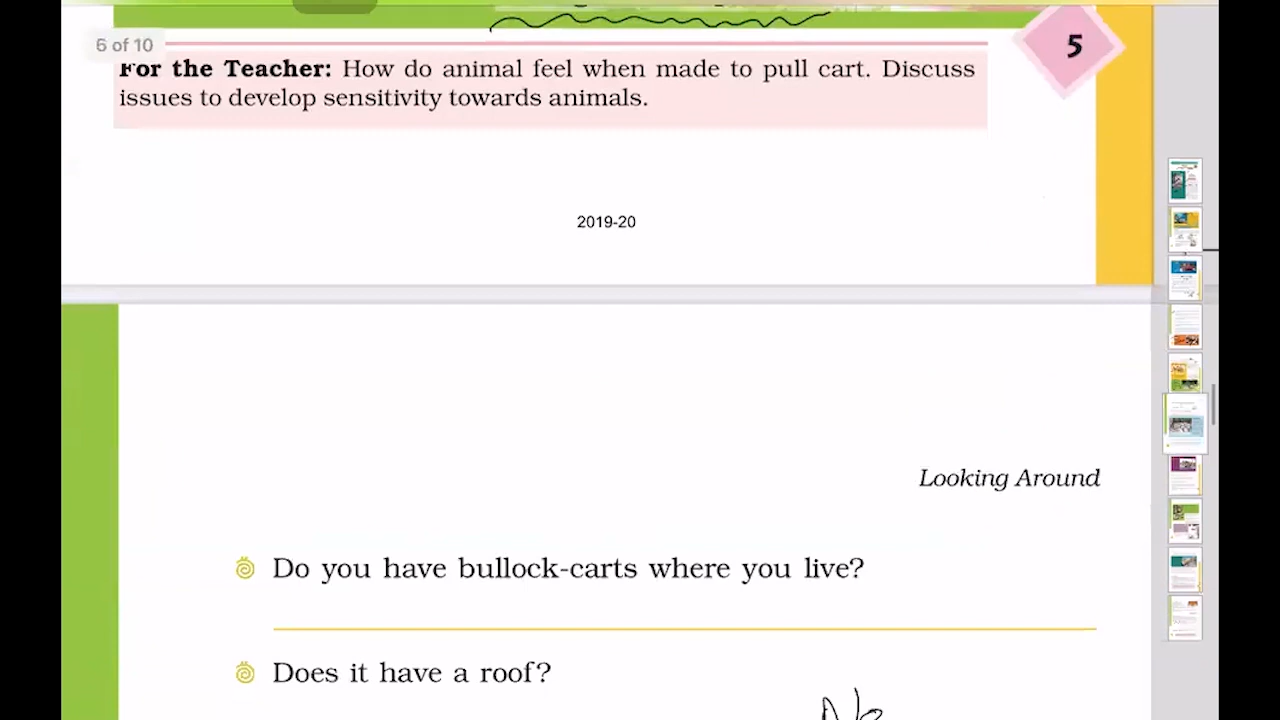 6 of 10
5
For the Teacher: How do animal feel when made to pull cart. Discuss
issues to develop sensitivity towards animals.
2019-20
Looking Around
Do you have bullock-carts where you live?
Does it have a roof?